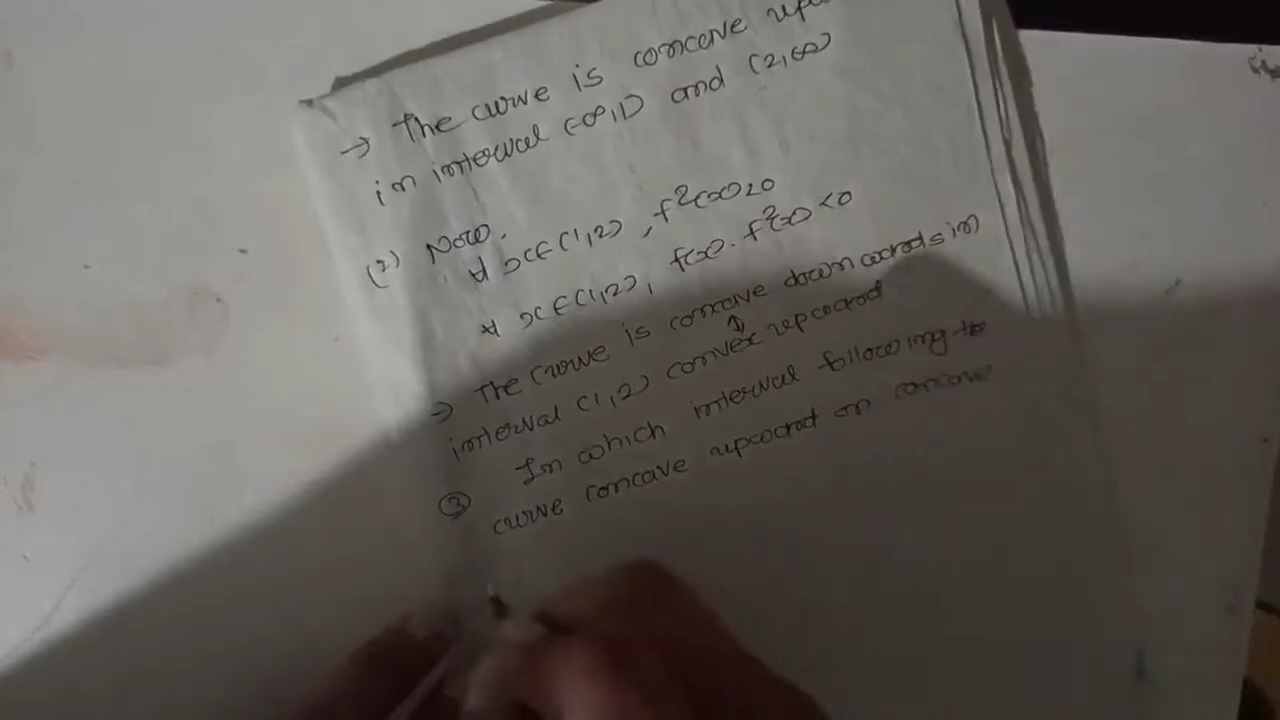 → The curve is concave
in interval (-∞,1) and (2,∞)
(2) Now,
∀ x∈(1,2), f²(x)<0
∀ x∈(1,2), f(x).f²(x)<0
→ The curve is concave downwards in
interval (1,2) convex upword
③ In which interval following the
curve concave upword or concave